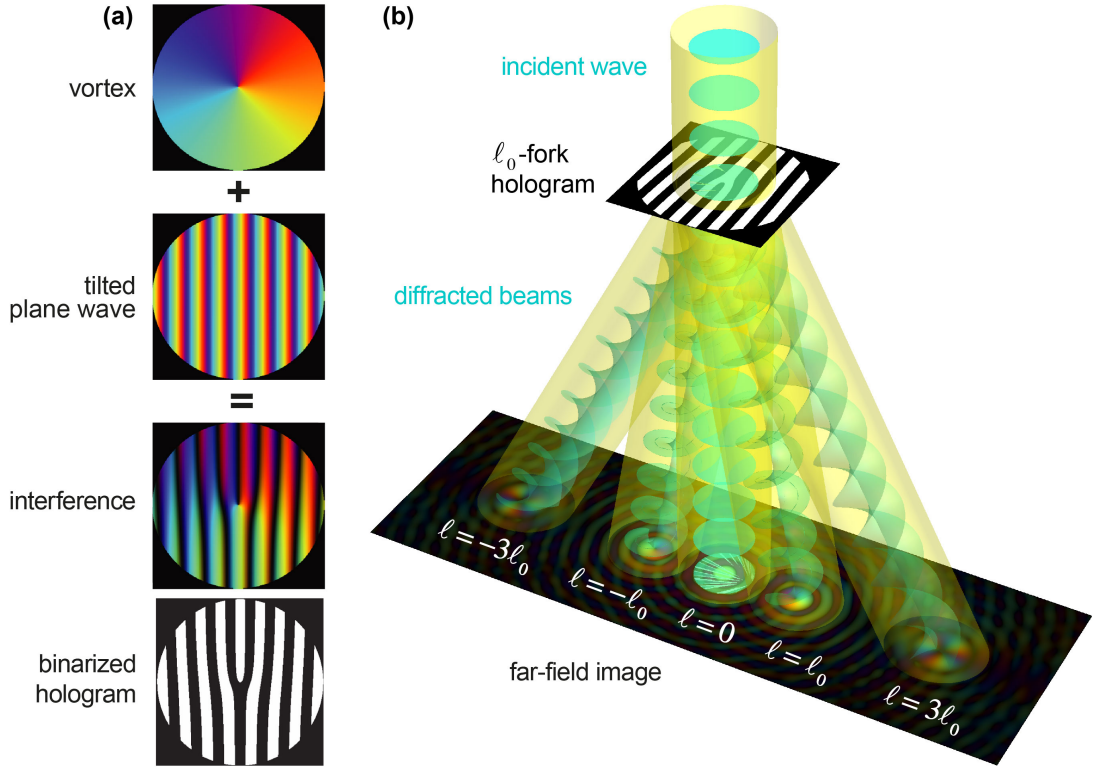 (a)
vortex
+
tilted
plane wave
=
interference
binarized
hologram
(b)
incident wave
ℓ₀-fork
hologram
diffracted beams
ℓ = −3ℓ₀
ℓ = −ℓ₀
ℓ = 0
ℓ = ℓ₀
ℓ = 3ℓ₀
far-field image